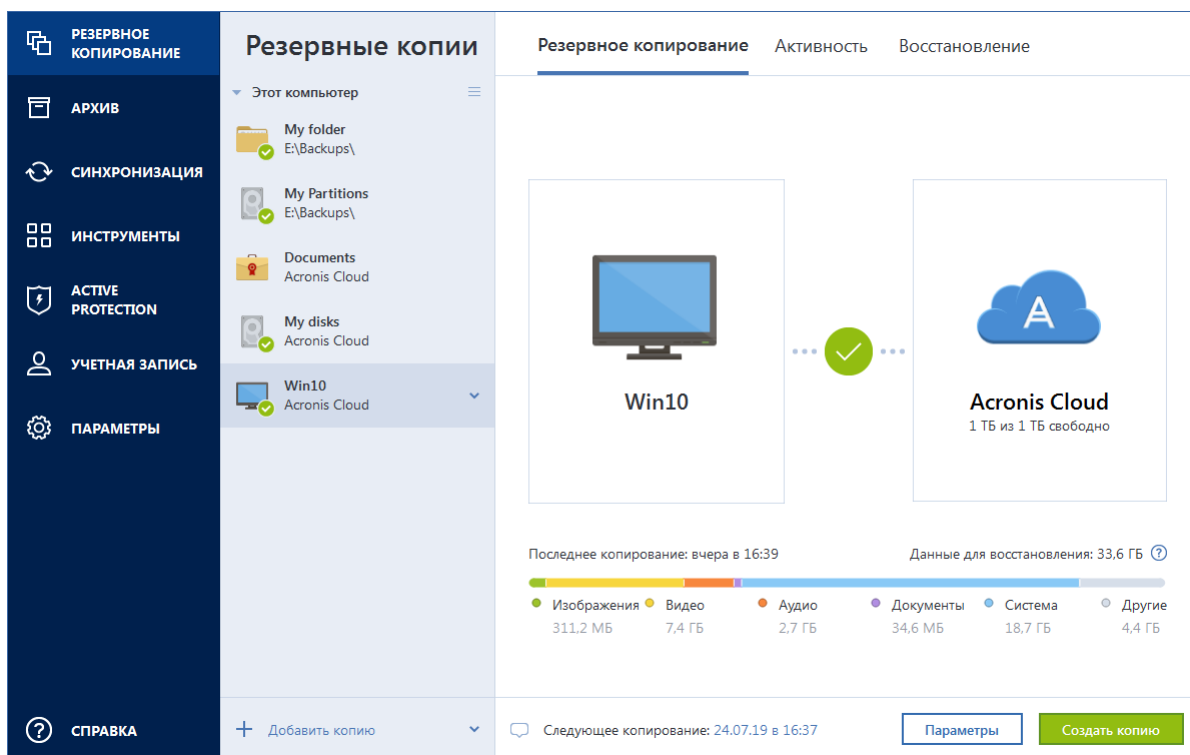 РЕЗЕРВНОЕ
КОПИРОВАНИЕ
АРХИВ
СИНХРОНИЗАЦИЯ
ИНСТРУМЕНТЫ
ACTIVE
PROTECTION
УЧЕТНАЯ ЗАПИСЬ
ПАРАМЕТРЫ
СПРАВКА
Резервные копии
Этот компьютер
My folder
E:\Backups\
My Partitions
E:\Backups\
Documents
Acronis Cloud
My disks
Acronis Cloud
Win10
Acronis Cloud
Добавить копию
Резервное копирование Активность Восстановление
Win10
A
Acronis Cloud
1 ТБ из 1 ТБ свободно
Последнее копирование: вчера в 16:39 Данные для восстановления: 33,6 ГБ ?
Изображения Видео Аудио Документы Система Другие
311,2 МБ 7,4 ГБ 2,7 ГБ 34,6 МБ 18,7 ГБ 4,4 ГБ
Следующее копирование: 24.07.19 в 16:37 Параметры Создать копию